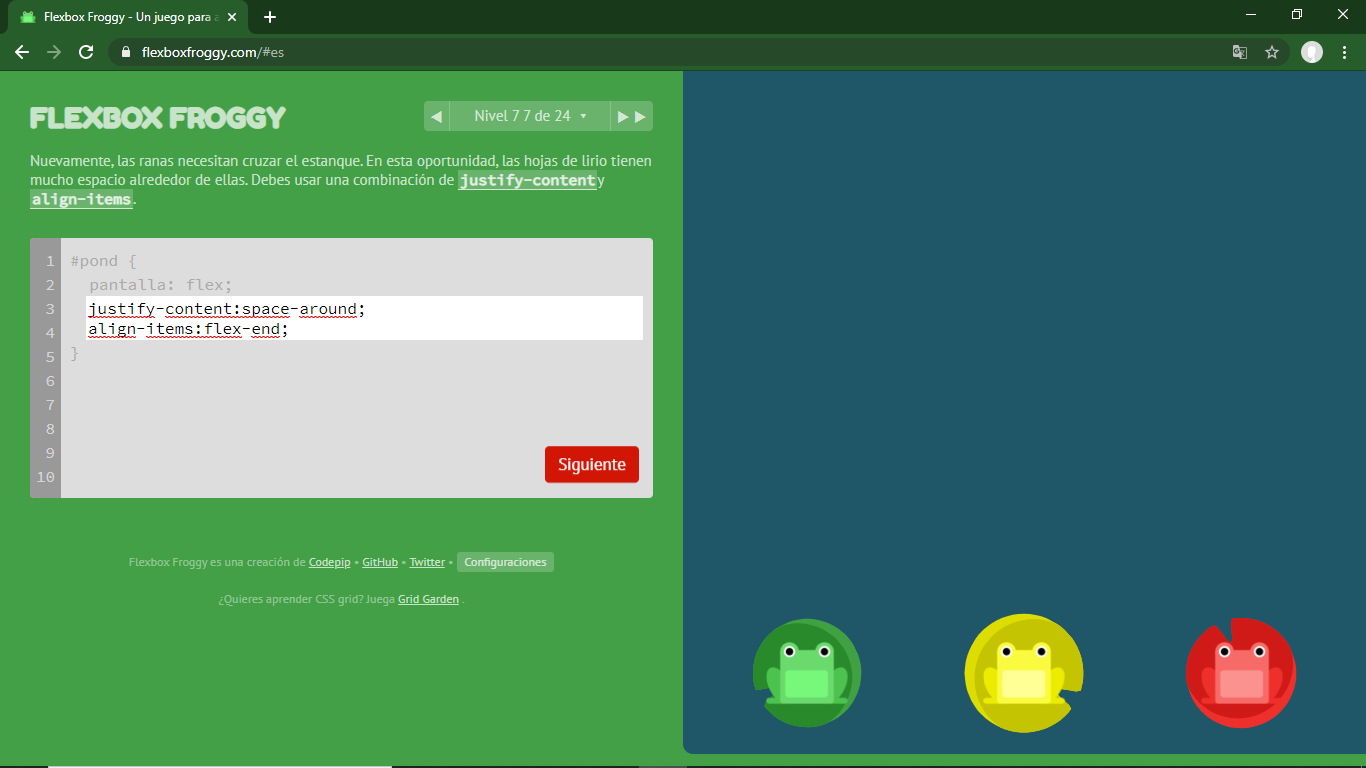 Flexbox Froggy - Un juego para a
flexboxfroggy.com/#es
FLEXBOX FROGGY
Nivel 7 7 de 24
Nuevamente, las ranas necesitan cruzar el estanque. En esta oportunidad, las hojas de lirio tienen
mucho espacio alrededor de ellas. Debes usar una combinación de justify-content y
align-items.
1 #pond {
2 pantalla: flex;
3 justify-content:space-around;
4 align-items:flex-end;
5 }
6
7
8
9
10
Siguiente
Flexbox Froggy es una creación de Codepip • GitHub • Twitter • Configuraciones
¿Quieres aprender CSS grid? Juega Grid Garden .